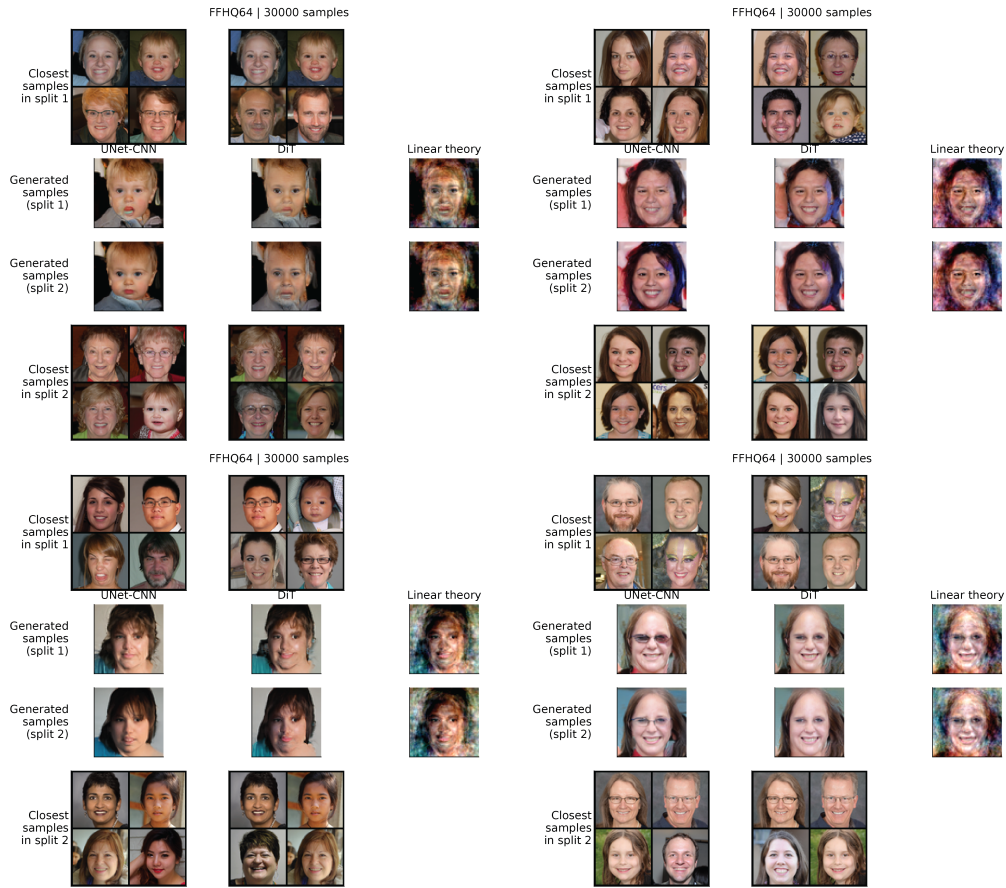 FFHQ64 | 30000 samples
Closest
samples
in split 1
UNet-CNN
DiT
Linear theory
Generated
samples
(split 1)
Generated
samples
(split 2)
Closest
samples
in split 2
FFHQ64 | 30000 samples
Closest
samples
in split 1
UNet-CNN
DiT
Linear theory
Generated
samples
(split 1)
Generated
samples
(split 2)
Closest
samples
in split 2
FFHQ64 | 30000 samples
Closest
samples
in split 1
UNet-CNN
DiT
Linear theory
Generated
samples
(split 1)
Generated
samples
(split 2)
Closest
samples
in split 2
FFHQ64 | 30000 samples
Closest
samples
in split 1
UNet-CNN
DiT
Linear theory
Generated
samples
(split 1)
Generated
samples
(split 2)
Closest
samples
in split 2